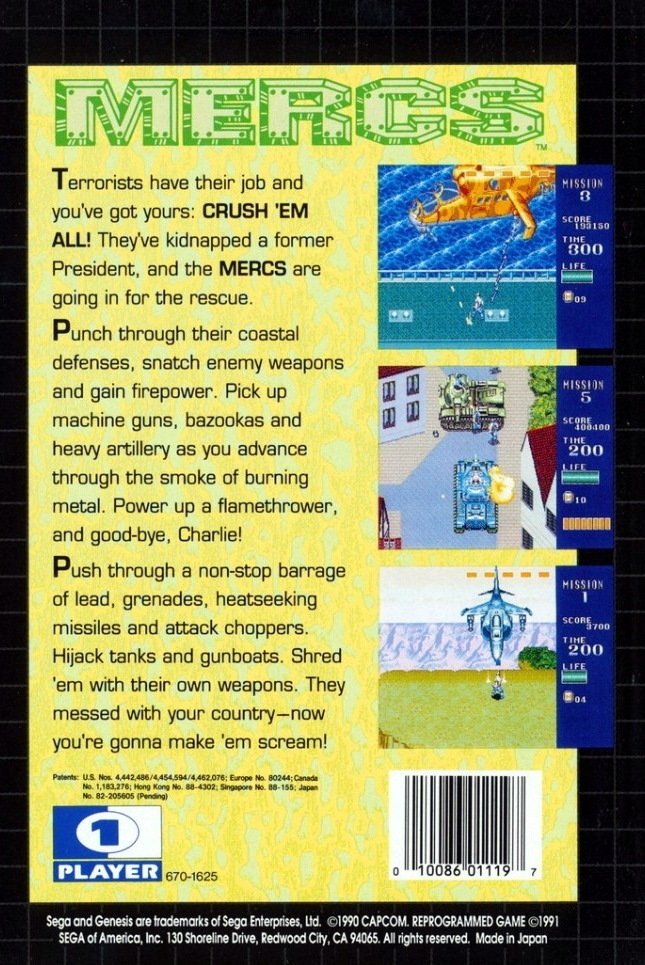 MERCS
TM
Terrorists have their job and
you've got yours: CRUSH 'EM
ALL! They've kidnapped a former
President, and the MERCS are
going in for the rescue.
Punch through their coastal
defenses, snatch enemy weapons
and gain firepower. Pick up
machine guns, bazookas and
heavy artillery as you advance
through the smoke of burning
metal. Power up a flamethrower,
and good-bye, Charlie!
Push through a non-stop barrage
of lead, grenades, heatseeking
missiles and attack choppers.
Hijack tanks and gunboats. Shred
'em with their own weapons. They
messed with your country—now
you're gonna make 'em scream!
MISSION
3
SCORE
193150
TIME
300
LIFE
09
MISSION
5
SCORE
400400
TIME
200
LIFE
10
MISSION
1
SCORE
3700
TIME
200
LIFE
04
Patents: U.S. Nos. 4,442,486/4,454,594/4,462,076; Europe No. 80244; Canada
No. 1,183,276; Hong Kong No. 88-4302; Singapore No. 88-155; Japan
No. 82-205605 (Pending)
1
PLAYER
670-1625
0 10086 01119 7
Sega and Genesis are trademarks of Sega Enterprises, Ltd. ©1990 CAPCOM. REPROGRAMMED GAME ©1991
SEGA of America, Inc. 130 Shoreline Drive, Redwood City, CA 94065. All rights reserved. Made in Japan